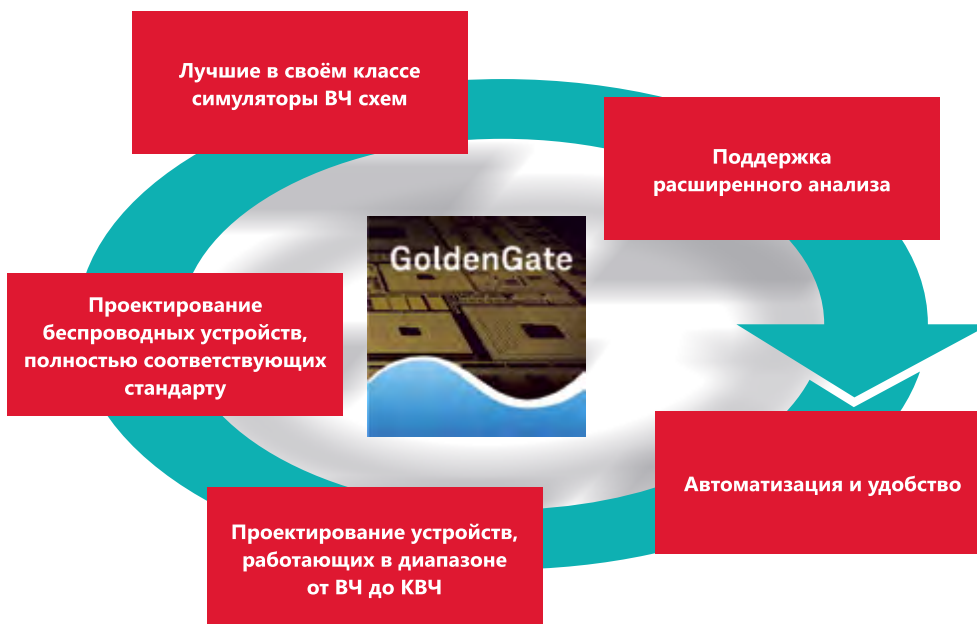 Лучшие в своём классе
симуляторы ВЧ схем
Поддержка
расширенного анализа
GoldenGate
Проектирование
беспроводных устройств,
полностью соответствующих
стандарту
Автоматизация и удобство
Проектирование устройств,
работающих в диапазоне
от ВЧ до КВЧ